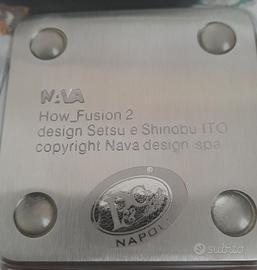 NAVA
How_Fusion 2
design Setsu e Shinobu ITO
copyright Nava design spa
NAPOLI
subito